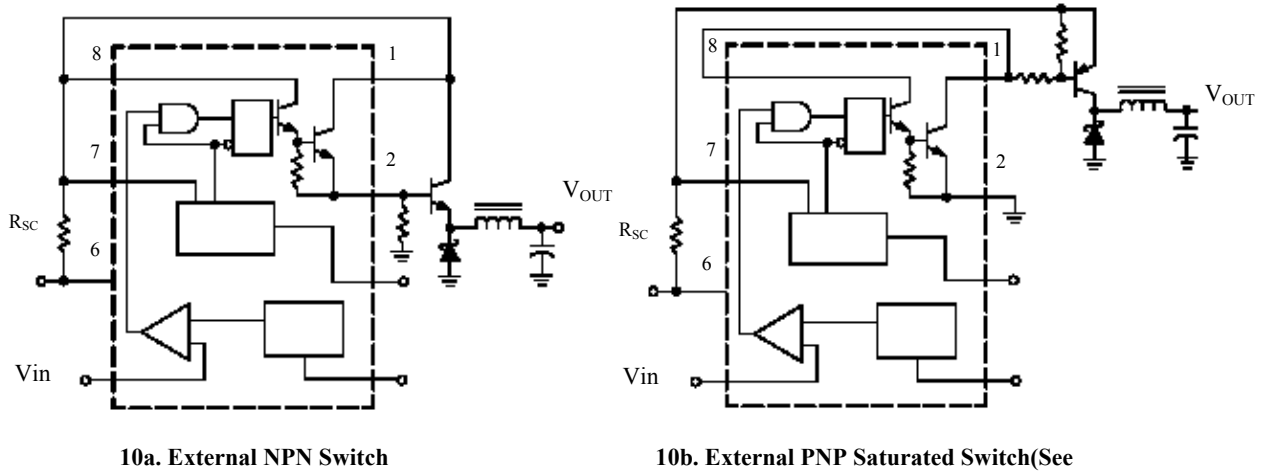 8
1
7
2
V_OUT
R_SC
6
Vin
10a. External NPN Switch
8
1
7
2
V_OUT
R_SC
6
Vin
10b. External PNP Saturated Switch(See